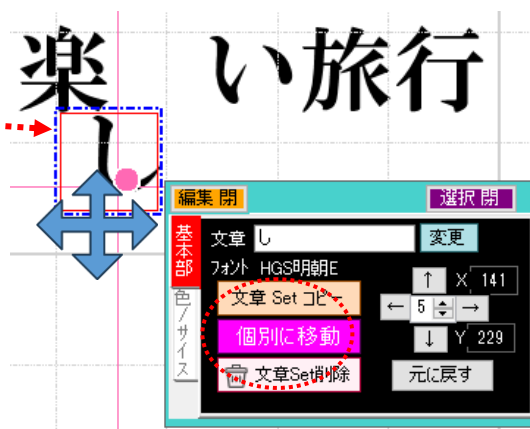 楽 い旅行
し
編集 閉 選択 閉
基本部 文章 し 変更
フォント HGS明朝E
色/サイズ 文章 Set コピー ↑ X 141
個別に移動 ← 5 →
↓ Y 229
文章Set削除 元に戻す